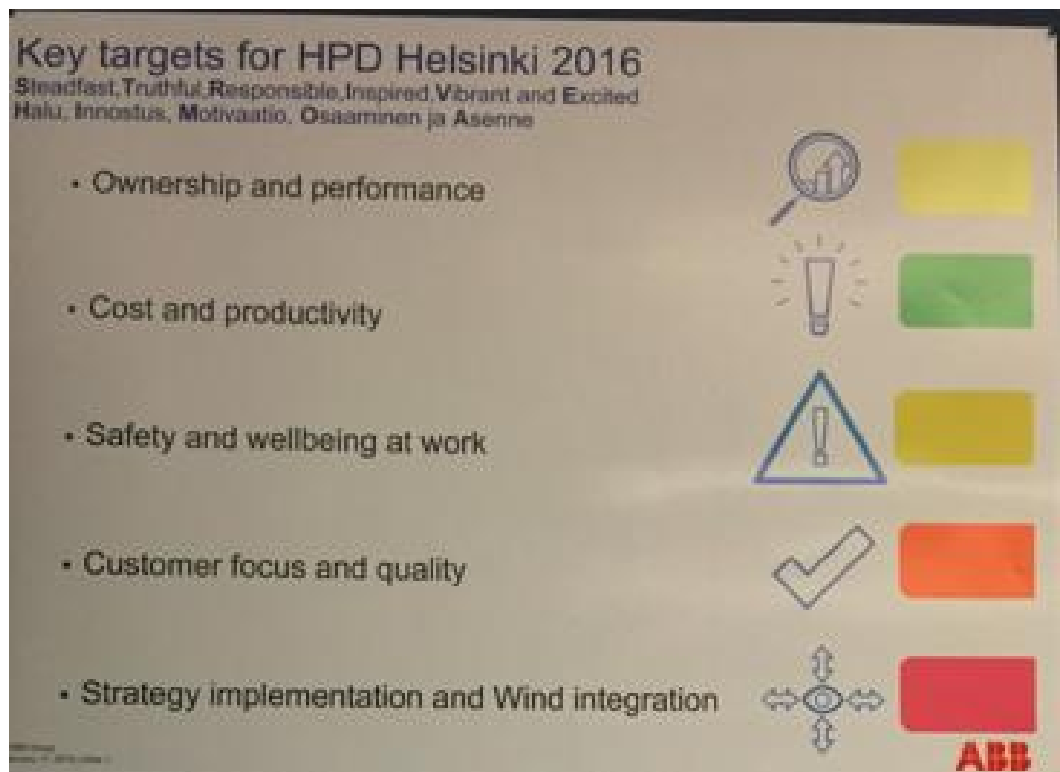 Key targets for HPD Helsinki 2016
Steadfast,Truthful,Responsible,Inspired,Vibrant and Excited
Halu, Innostus, Motivaatio, Osaaminen ja Asenne
• Ownership and performance
• Cost and productivity
• Safety and wellbeing at work
• Customer focus and quality
• Strategy implementation and Wind integration
ABB